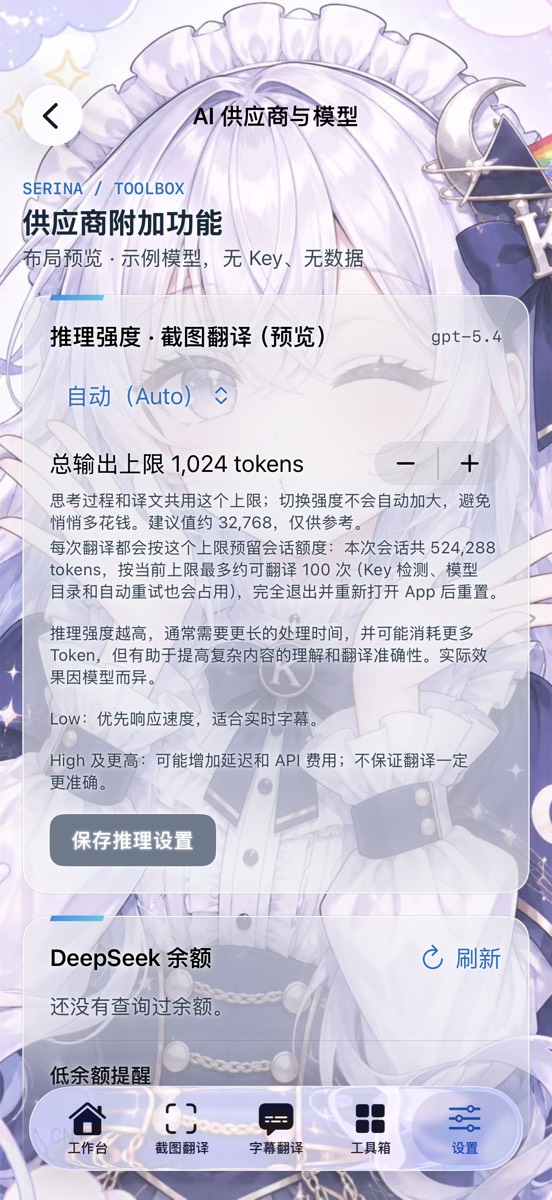 AI 供应商与模型
SERINA / TOOLBOX
供应商附加功能
布局预览 · 示例模型，无 Key、无数据
推理强度 · 截图翻译（预览）
gpt-5.4
自动（Auto）
总输出上限 1,024 tokens
思考过程和译文共用这个上限；切换强度不会自动加大，避免
悄悄多花钱。建议值约 32,768，仅供参考。
每次翻译都会按这个上限预留会话额度：本次会话共 524,288
tokens，按当前上限最多约可翻译 100 次 (Key 检测、模型
目录和自动重试也会占用)，完全退出并重新打开 App 后重置。
推理强度越高，通常需要更长的处理时间，并可能消耗更多
Token，但有助于提高复杂内容的理解和翻译准确性。实际效
果因模型而异。
Low：优先响应速度，适合实时字幕。
High 及更高：可能增加延迟和 API 费用；不保证翻译一定
更准确。
保存推理设置
DeepSeek 余额
刷新
还没有查询过余额。
低余额提醒
工作台
截图翻译
字幕翻译
工具箱
设置